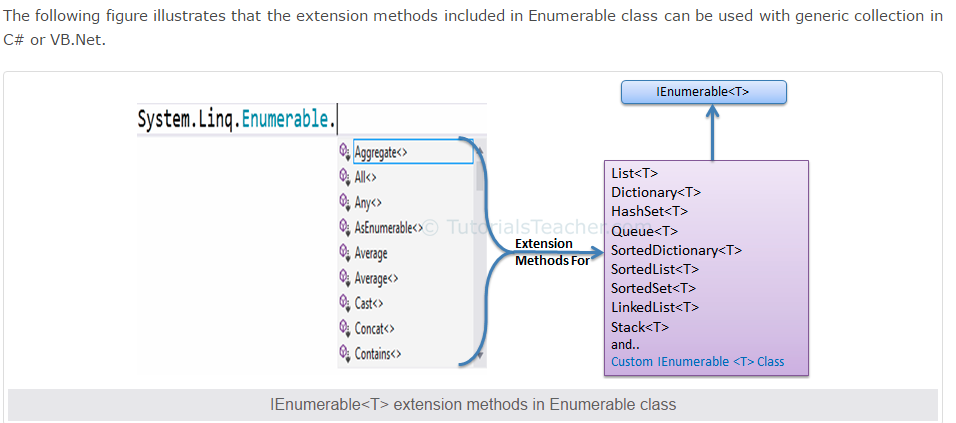 The following figure illustrates that the extension methods included in Enumerable class can be used with generic collection in
C# or VB.Net.
System.Linq.Enumerable.
Aggregate<>
All<>
Any<>
AsEnumerable<>
Average
Average<>
Cast<>
Concat<>
Contains<>
© TutorialsTeacher.com
Extension
Methods For
IEnumerable<T>
List<T>
Dictionary<T>
HashSet<T>
Queue<T>
SortedDictionary<T>
SortedList<T>
SortedSet<T>
LinkedList<T>
Stack<T>
and..
Custom IEnumerable <T> Class
IEnumerable<T> extension methods in Enumerable class